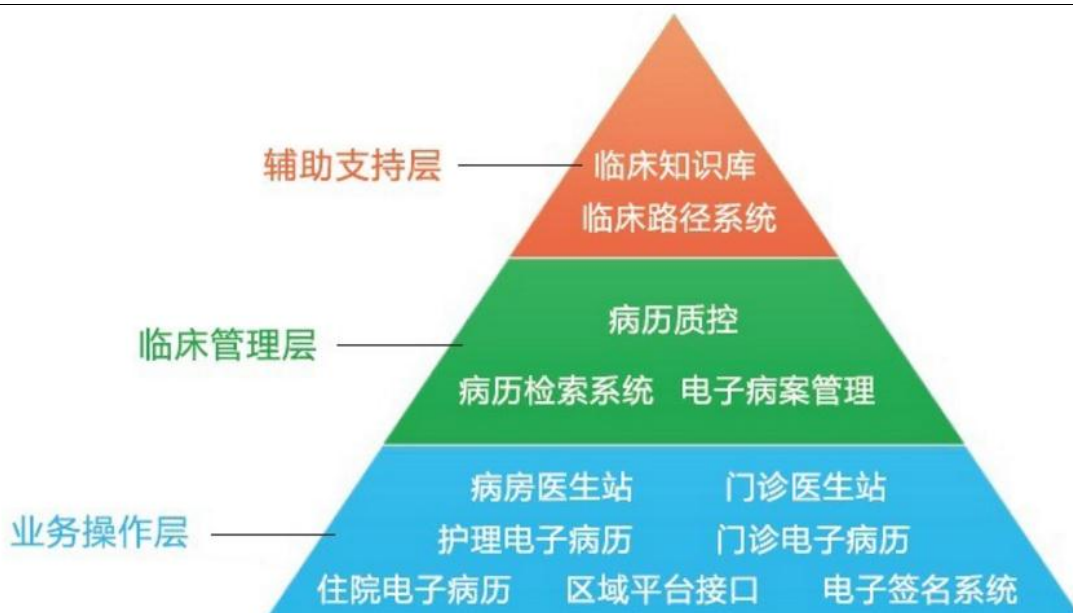 辅助支持层
临床知识库
临床路径系统
病历质控
临床管理层
病历检索系统 电子病案管理
病房医生站 门诊医生站
业务操作层
护理电子病历 门诊电子病历
住院电子病历 区域平台接口 电子签名系统